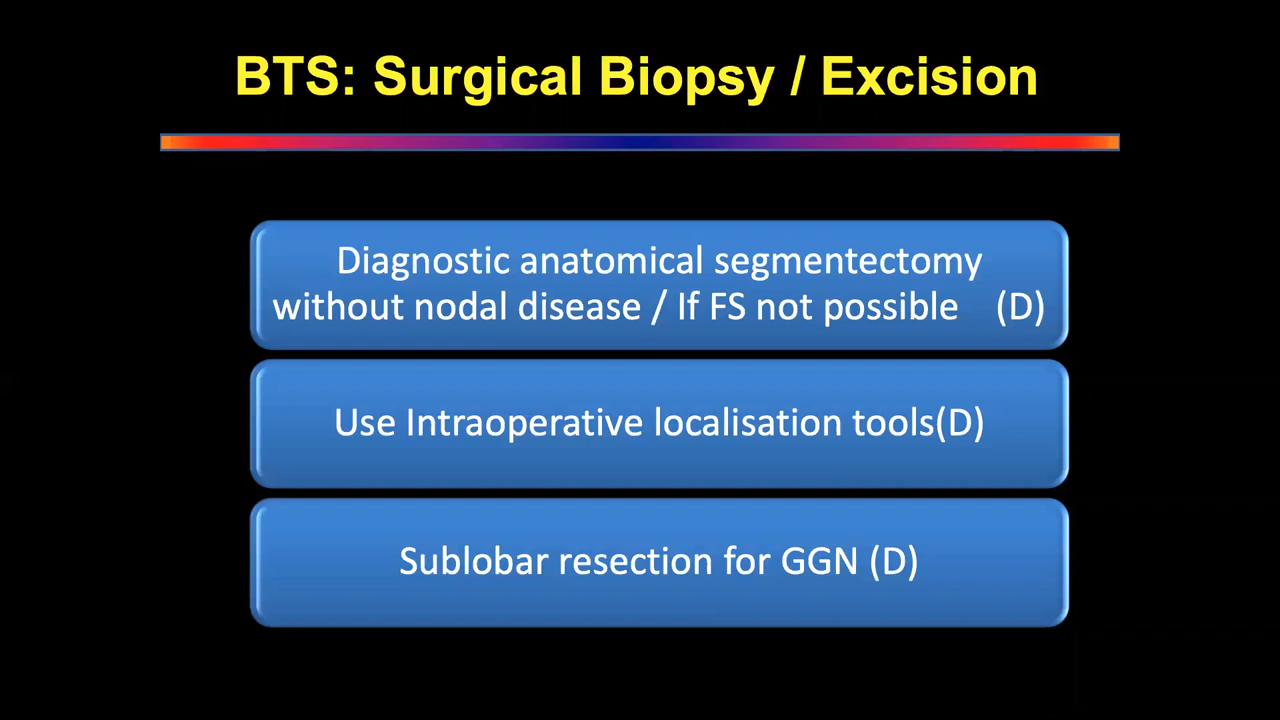 BTS: Surgical Biopsy / Excision
Diagnostic anatomical segmentectomy
without nodal disease / If FS not possible (D)
Use Intraoperative localisation tools(D)
Sublobar resection for GGN (D)